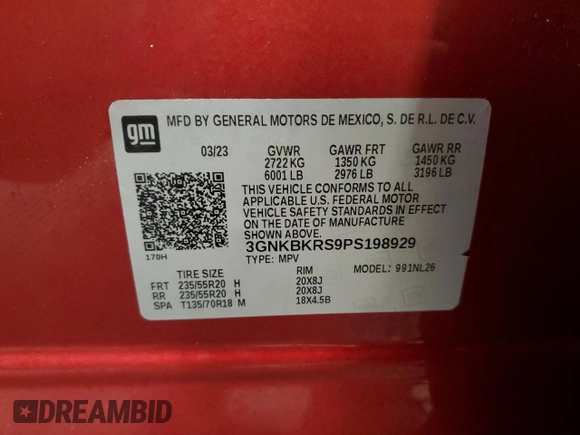 gm
MFD BY GENERAL MOTORS DE MEXICO, S. DE R.L. DE C.V.
03/23 GVWR GAWR FRT GAWR RR
2722 KG 1350 KG 1450 KG
6001 LB 2976 LB 3196 LB
THIS VEHICLE CONFORMS TO ALL
APPLICABLE U.S. FEDERAL MOTOR
VEHICLE SAFETY STANDARDS IN EFFECT
ON THE DATE OF MANUFACTURE
SHOWN ABOVE.
3GNKBKRS9PS198929
170H TYPE: MPV MODEL: 991NL26
TIRE SIZE RIM
FRT 235/55R20 H 20X8J
RR 235/55R20 H 20X8J
SPA T135/70R18 M 18X4.5B
DREAMBID